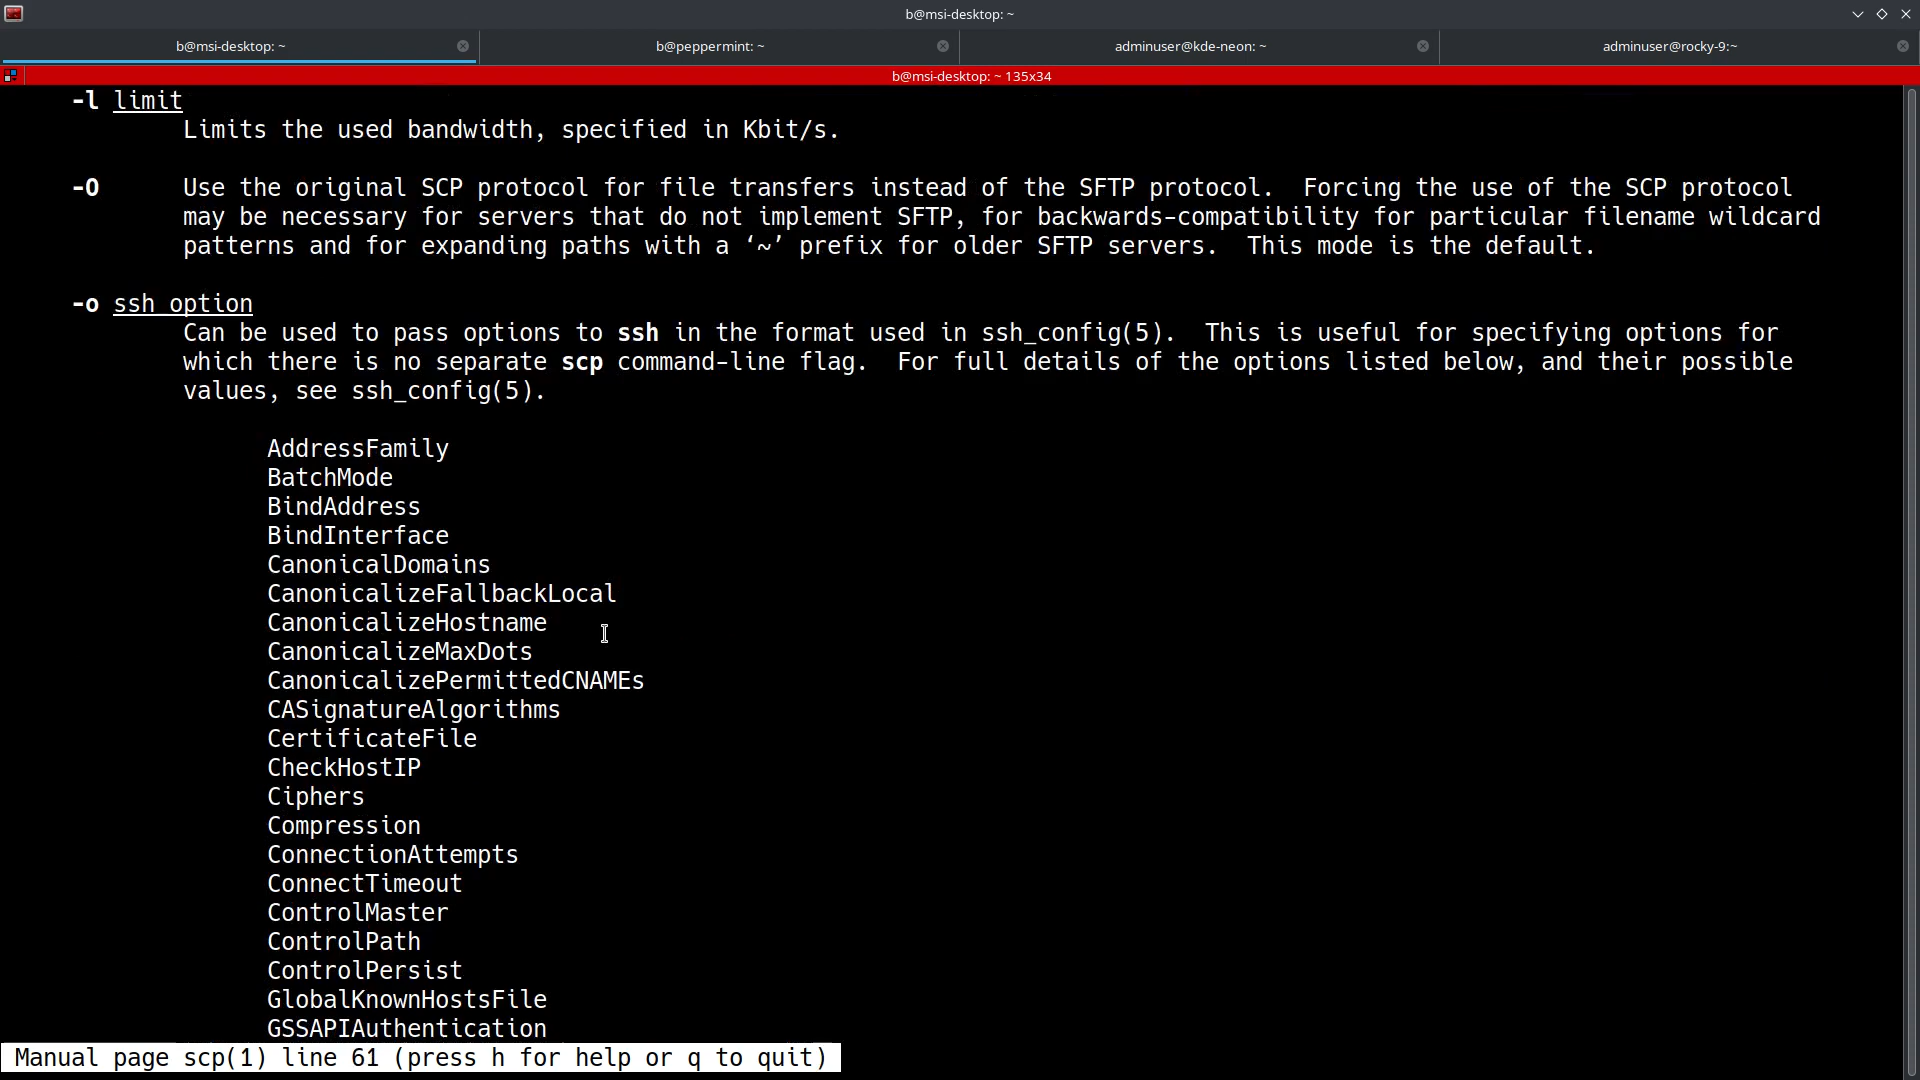 b@msi-desktop: ~
b@msi-desktop: ~ b@peppermint: ~ adminuser@kde-neon: ~ adminuser@rocky-9:~
b@msi-desktop: ~ 135x34
-l limit
Limits the used bandwidth, specified in Kbit/s.
-O Use the original SCP protocol for file transfers instead of the SFTP protocol.  Forcing the use of the SCP protocol
may be necessary for servers that do not implement SFTP, for backwards-compatibility for particular filename wildcard
patterns and for expanding paths with a ‘~’ prefix for older SFTP servers.  This mode is the default.
-o ssh_option
Can be used to pass options to ssh in the format used in ssh_config(5).  This is useful for specifying options for
which there is no separate scp command-line flag.  For full details of the options listed below, and their possible
values, see ssh_config(5).
AddressFamily
BatchMode
BindAddress
BindInterface
CanonicalDomains
CanonicalizeFallbackLocal
CanonicalizeHostname
CanonicalizeMaxDots
CanonicalizePermittedCNAMEs
CASignatureAlgorithms
CertificateFile
CheckHostIP
Ciphers
Compression
ConnectionAttempts
ConnectTimeout
ControlMaster
ControlPath
ControlPersist
GlobalKnownHostsFile
GSSAPIAuthentication
Manual page scp(1) line 61 (press h for help or q to quit)